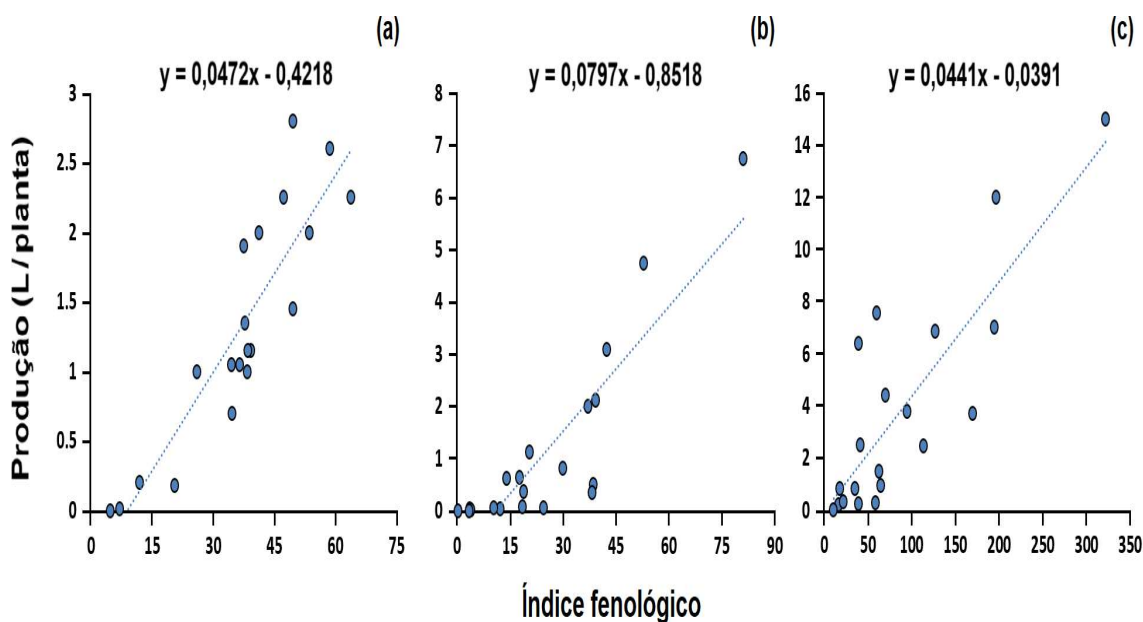 (a)
y = 0,0472x - 0,4218
(b)
y = 0,0797x - 0,8518
(c)
y = 0,0441x - 0,0391
Produção (L/planta)
3
2.5
2
1.5
1
0.5
0
0 15 30 45 60 75
8
7
6
5
4
3
2
1
0
0 15 30 45 60 75 90
16
14
12
10
8
6
4
2
0
0 50 100 150 200 250 300 350
Índice fenológico